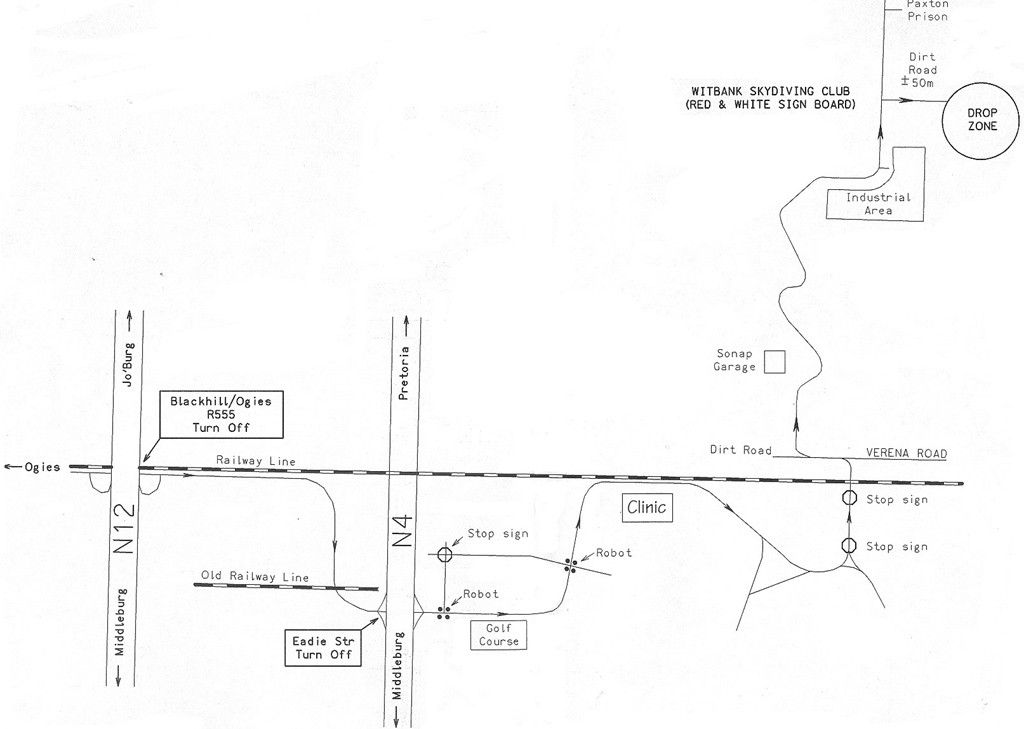 Paxton
Prison
Dirt
Road
±50m
WITBANK SKYDIVING CLUB
(RED & WHITE SIGN BOARD)
DROP
ZONE
Industrial
Area
Jo'Burg
Pretoria
Sonap
Garage
Blackhill/Ogies
R555
Turn Off
Dirt Road
VERENA ROAD
Ogies
Railway Line
Clinic
Stop sign
N12
N4
Stop sign
Stop sign
Robot
Old Railway Line
Robot
Middleburg
Eadie Str
Turn Off
Golf
Course
Middleburg